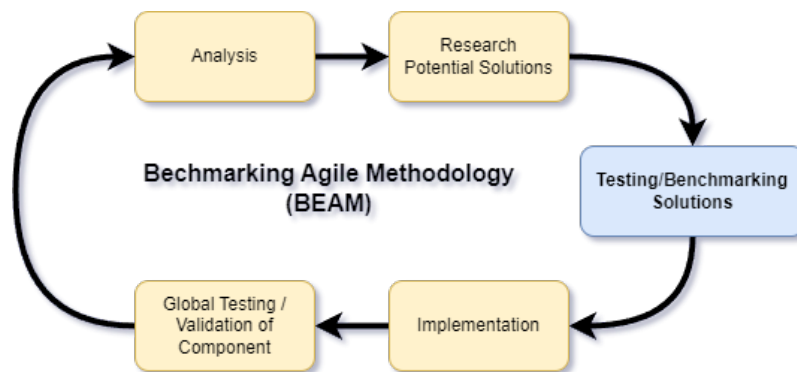 Analysis
Research
Potential Solutions
Bechmarking Agile Methodology
(BEAM)
Testing/Benchmarking
Solutions
Global Testing /
Validation of
Component
Implementation